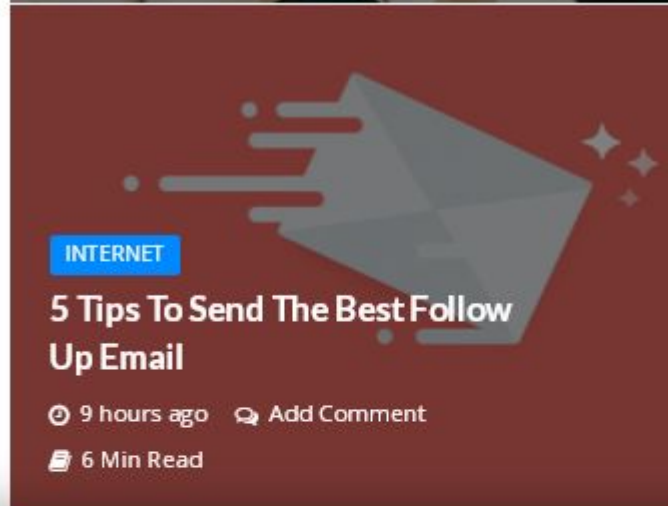 INTERNET
5 Tips To Send The Best Follow
Up Email
9 hours ago Add Comment
6 Min Read